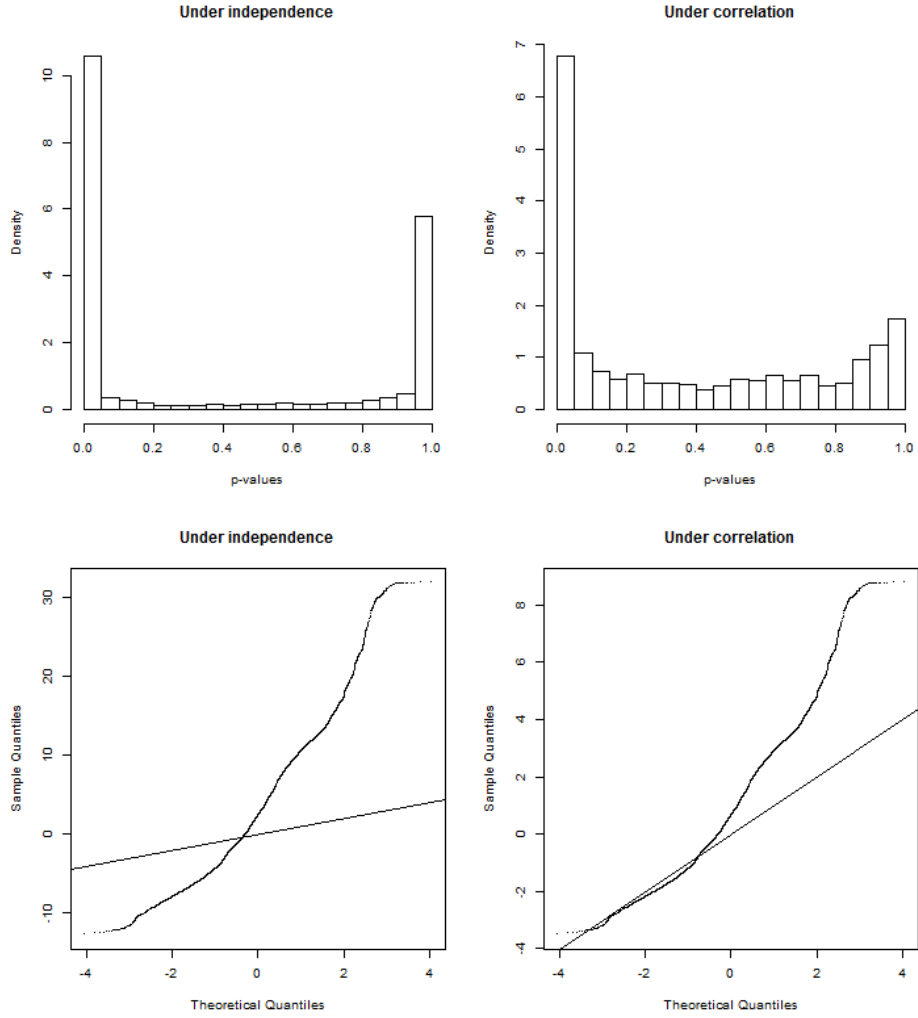 Under independence
Under correlation
10
8
6
4
2
0
Density
0.0 0.2 0.4 0.6 0.8 1.0
p-values
7
6
5
4
3
2
1
0
Density
0.0 0.2 0.4 0.6 0.8 1.0
p-values
Under independence
Under correlation
30
20
10
0
-10
Sample Quantiles
-4 -2 0 2 4
Theoretical Quantiles
8
6
4
2
0
-2
-4
Sample Quantiles
-4 -2 0 2 4
Theoretical Quantiles